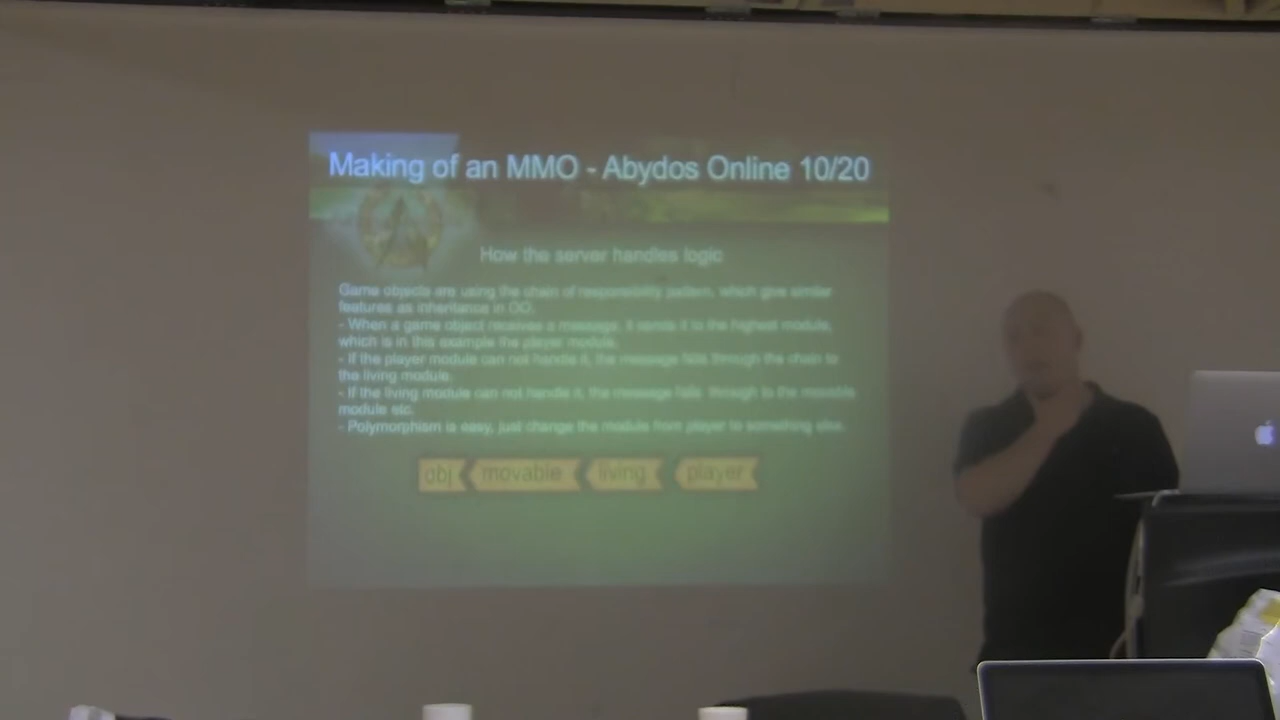 Making of an MMO - Abydos Online 10/20
How the server handles logic
Game objects are using the chain of responsibility pattern, which give similar
features as inheritance in OO.
- When a game object receives a message, it sends it to the highest module,
which is in this example the player module.
- If the player module can not handle it, the message falls through the chain to
the living module.
- If the living module can not handle it, the message falls through to the movable
module etc.
- Polymorphism is easy, just change the module from player to something else.
obj movable living player